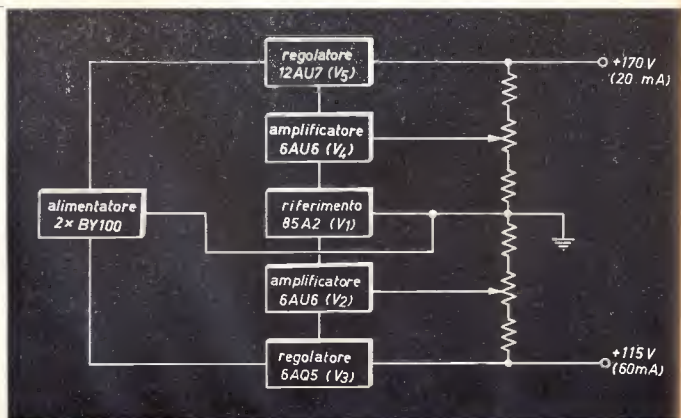 regolatore
12AU7 (V5)
+170 V
(20 mA)
amplificatore
6AU6 (V4)
alimentatore
2x BY100
riferimento
85A2 (V1)
amplificatore
6AU6 (V2)
regolatore
6AQ5 (V3)
+115 V
(60mA)